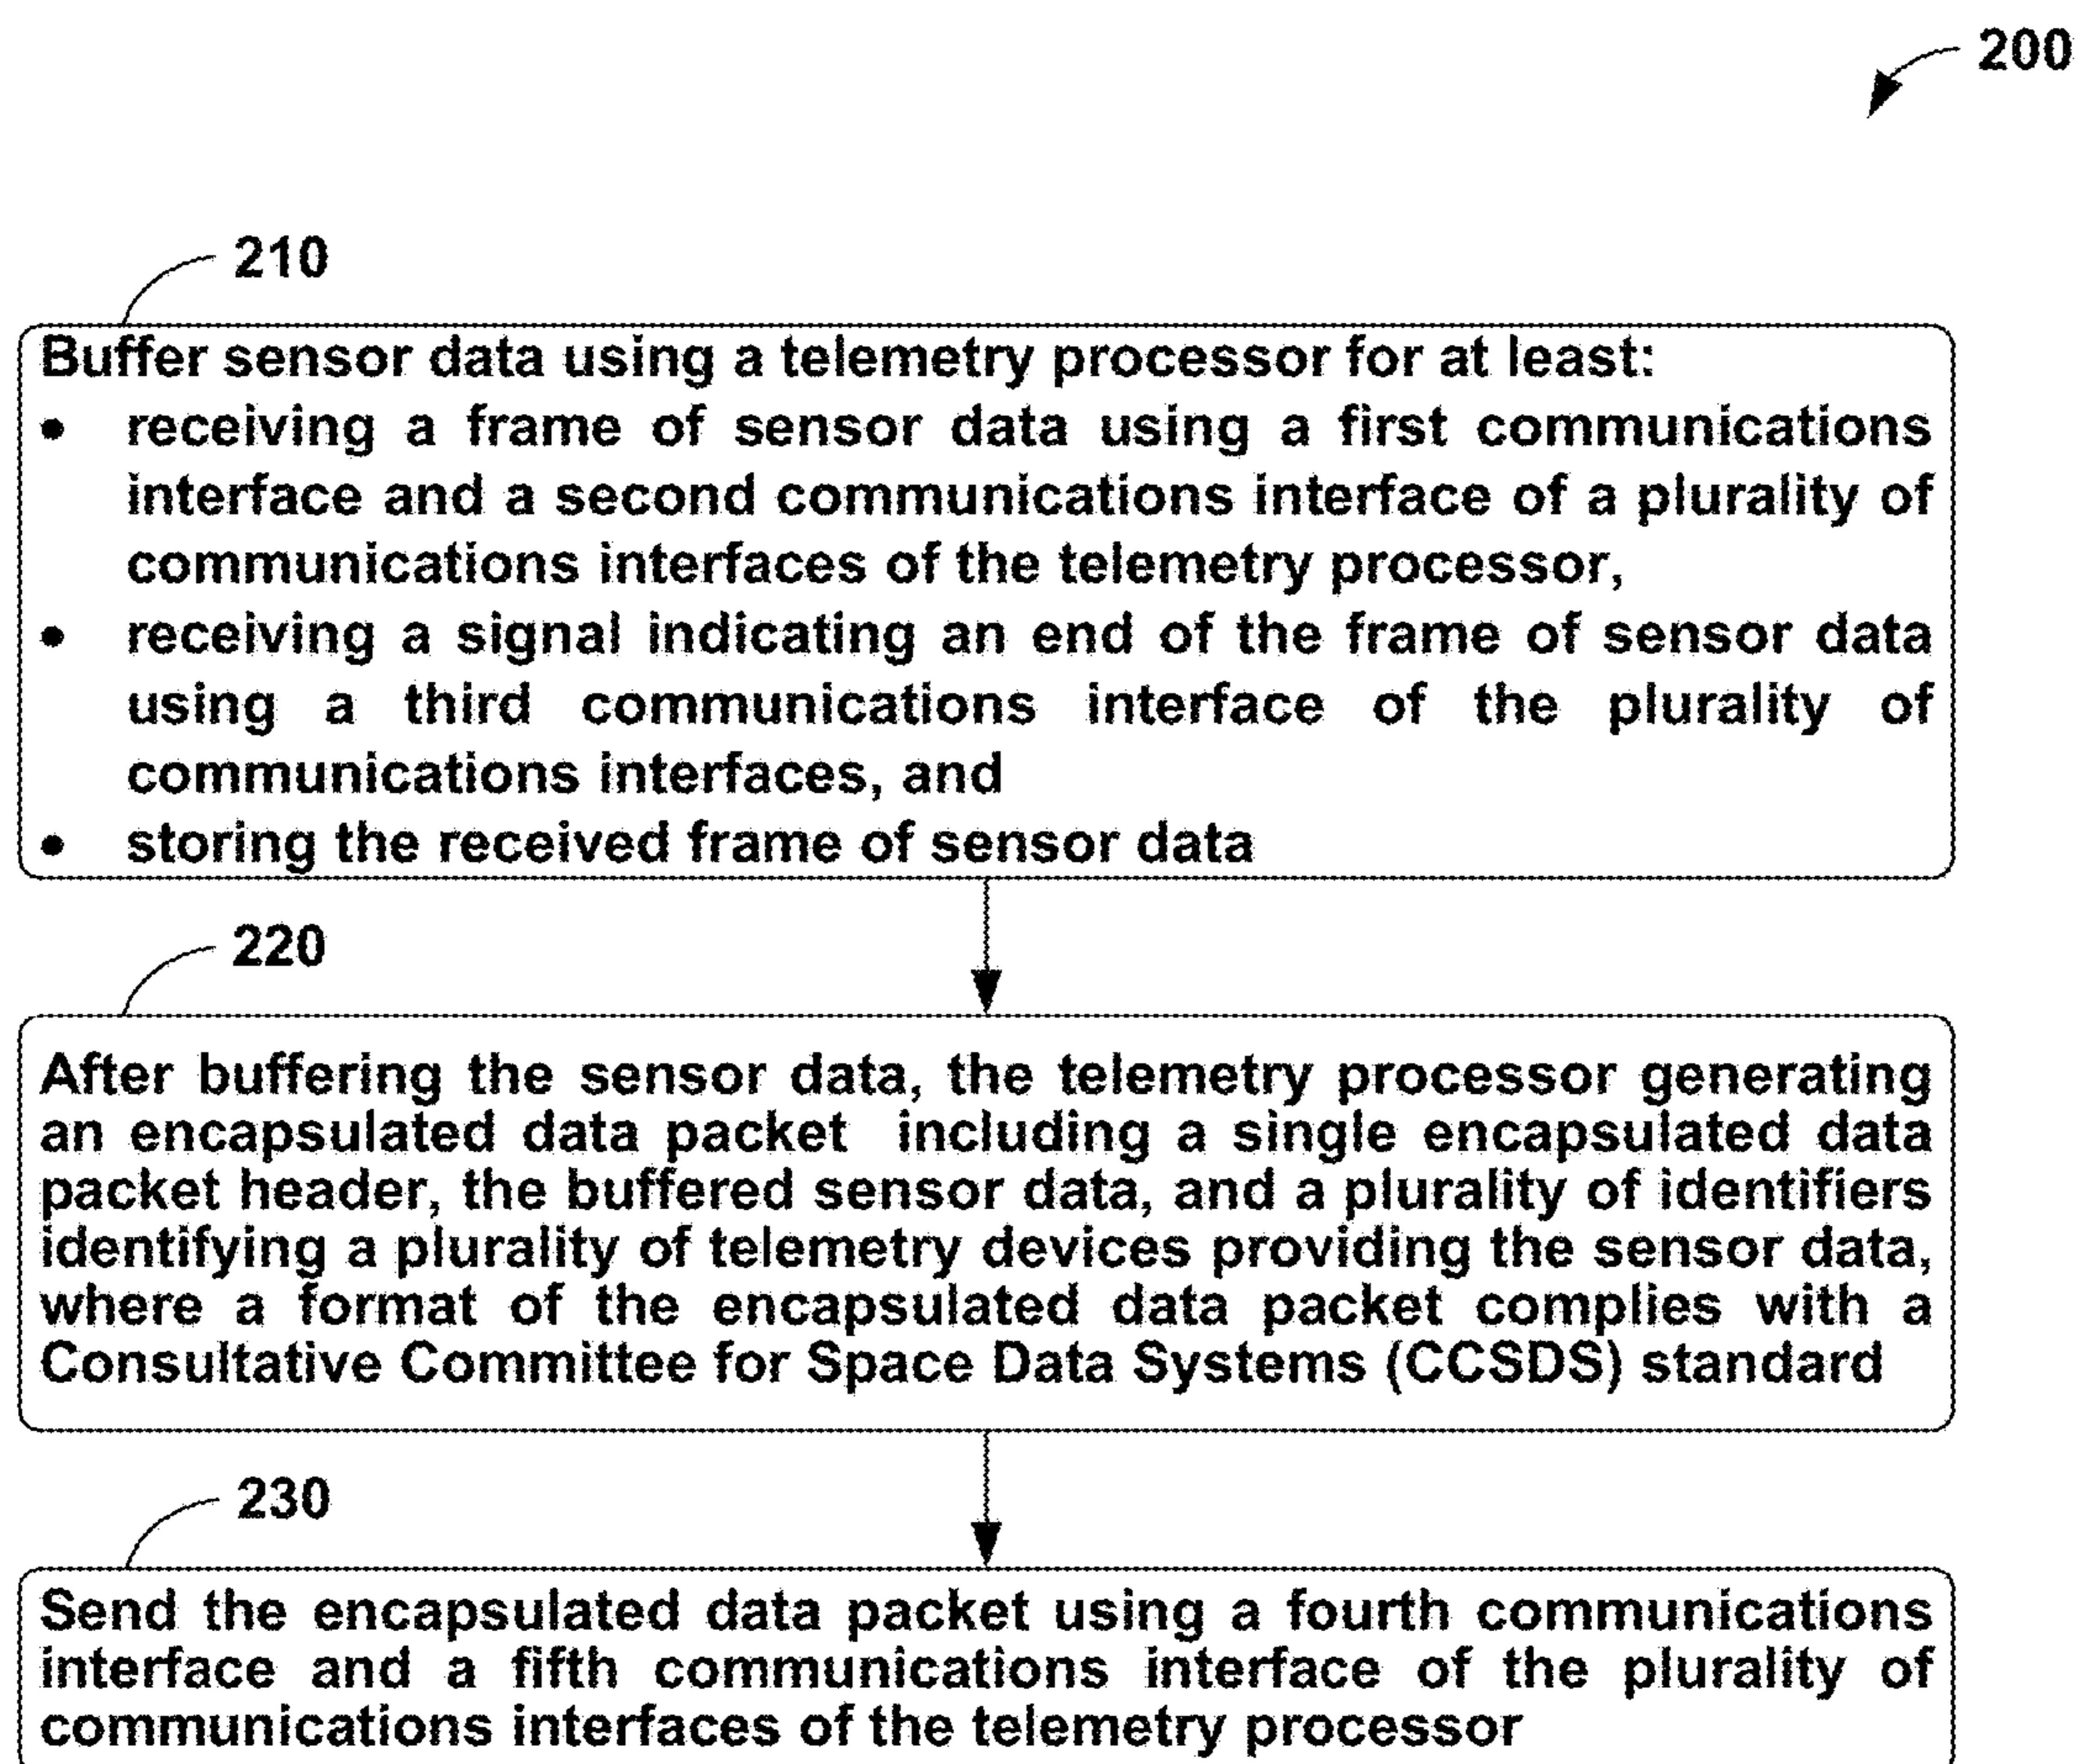 200
210
Buffer sensor data using a telemetry processor for at least:
• receiving a frame of sensor data using a first communications
interface and a second communications interface of a plurality of
communications interfaces of the telemetry processor,
• receiving a signal indicating an end of the frame of sensor data
using a third communications interface of the plurality of
communications interfaces, and
• storing the received frame of sensor data
220
After buffering the sensor data, the telemetry processor generating
an encapsulated data packet including a single encapsulated data
packet header, the buffered sensor data, and a plurality of identifiers
identifying a plurality of telemetry devices providing the sensor data,
where a format of the encapsulated data packet complies with a
Consultative Committee for Space Data Systems (CCSDS) standard
230
Send the encapsulated data packet using a fourth communications
interface and a fifth communications interface of the plurality of
communications interfaces of the telemetry processor